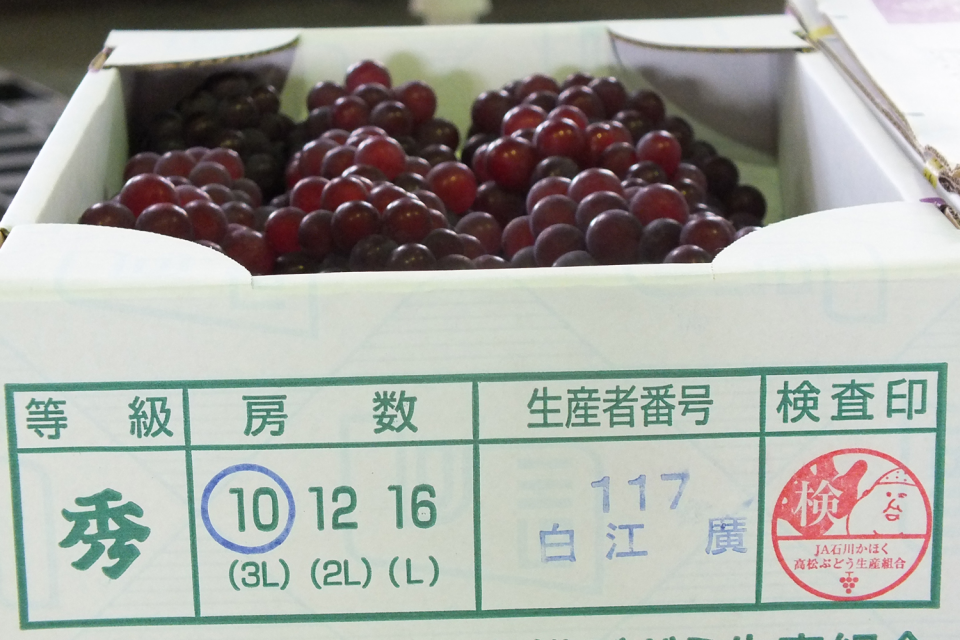 等級 房数 生産者番号 検査印
秀 10 12 16 117
(3L) (2L) (L) 白江 廣
検
JA石川かほく
高松ぶどう生産組合